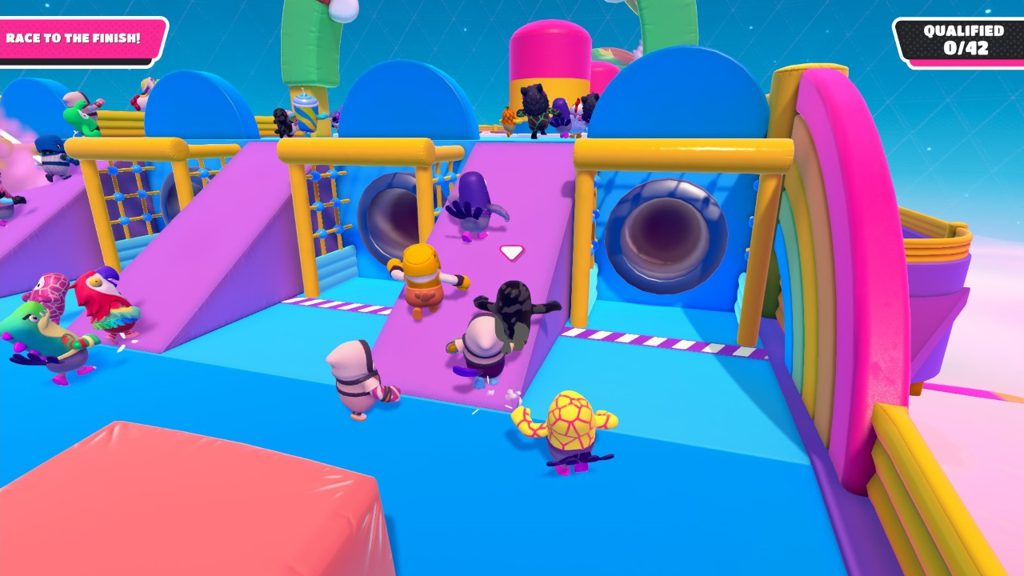 RACE TO THE FINISH!
QUALIFIED
0/42